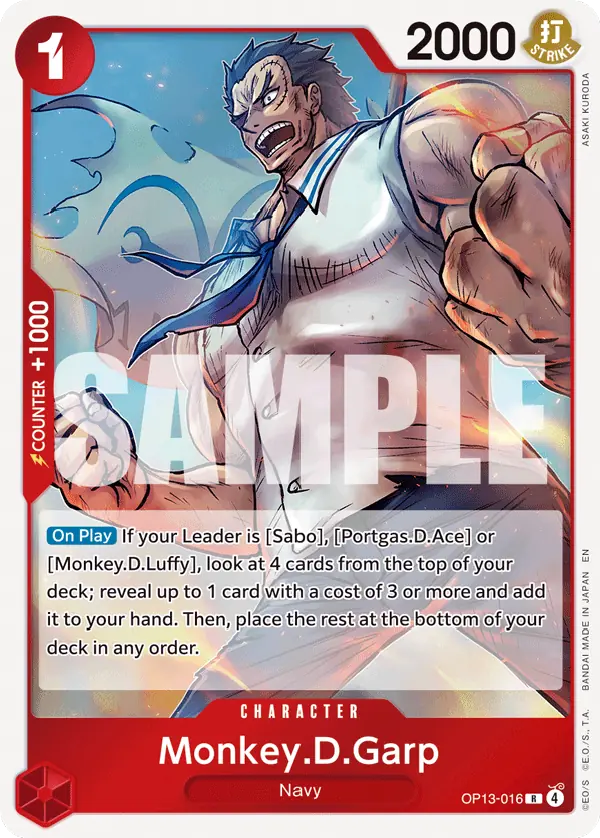 1
2000
打
STRIKE
ASAKI KURODA
COUNTER +1000
SAMPLE
On Play If your Leader is [Sabo], [Portgas.D.Ace] or
[Monkey.D.Luffy], look at 4 cards from the top of your
deck; reveal up to 1 card with a cost of 3 or more and add
it to your hand. Then, place the rest at the bottom of your
deck in any order.
BANDAI MADE IN JAPAN EN
©E.O/S., T.A.
©EO/S
CHARACTER
Monkey.D.Garp
Navy
OP13-016 R 4